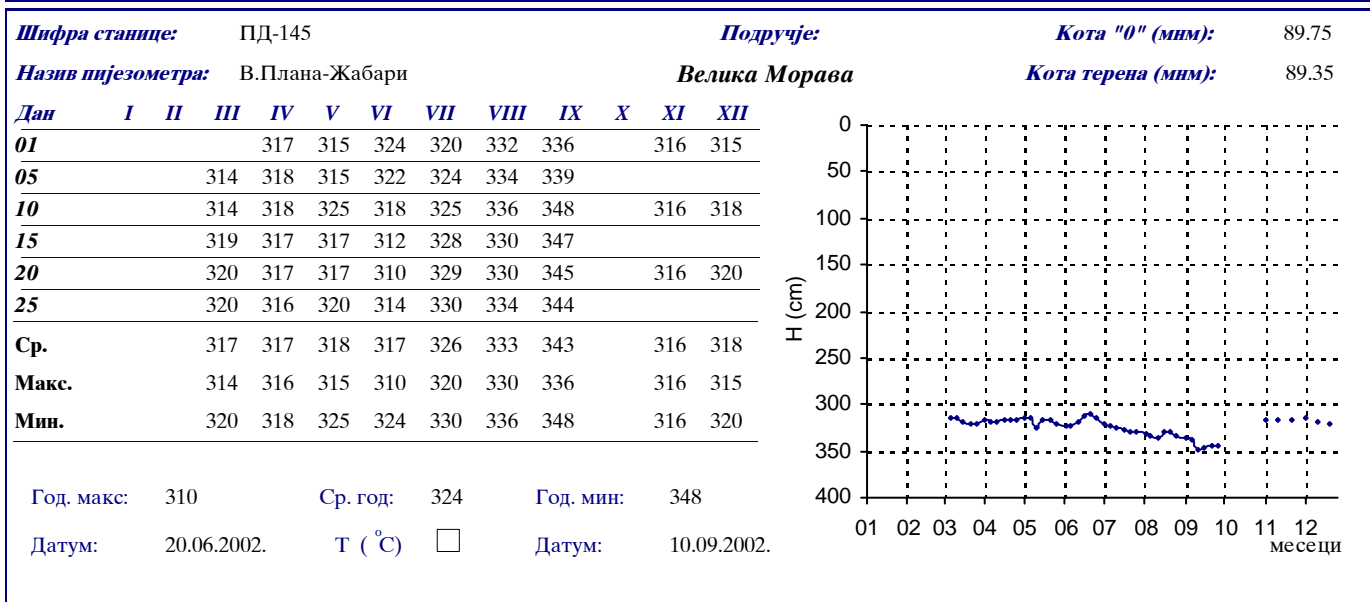 Шифра станице: ПД-145 Подручје: Кота "0" (мнм): 89.75
Назив пијезометра: В.Плана-Жабари Велика Морава Кота терена (мнм): 89.35
Дан I II III IV V VI VII VIII IX X XI XII
01 317 315 324 320 332 336 316 315
05 314 318 315 322 324 334 339
10 314 318 325 318 325 336 348 316 318
15 319 317 317 312 328 330 347
20 320 317 317 310 329 330 345 316 320
25 320 316 320 314 330 334 344
Ср. 317 317 318 317 326 333 343 316 318
Макс. 314 316 315 310 320 330 336 316 315
Мин. 320 318 325 324 330 336 348 316 320
Год. макс: 310 Ср. год: 324 Год. мин: 348
Датум: 20.06.2002. Т ( °C) Датум: 10.09.2002.
H (cm)
0
50
100
150
200
250
300
350
400
01 02 03 04 05 06 07 08 09 10 11 12
месеци